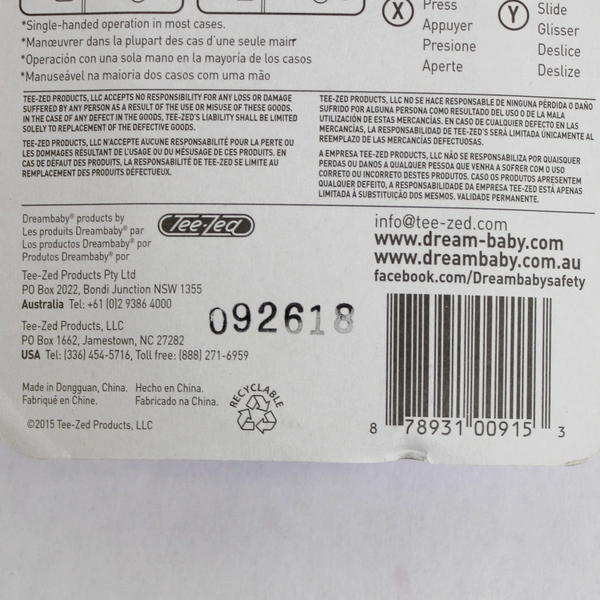 *Single-handed operation in most cases.
*Manœuvrer dans la plupart des cas d'une seule main
*Operación con una sola mano en la mayoría de los casos
*Manuseável na maioria dos casos com uma mão
X Press
Appuyer
Presione
Aperte
Y Slide
Glisser
Deslice
Deslize
TEE-ZED PRODUCTS, LLC ACCEPTS NO RESPONSIBILITY FOR ANY LOSS OR DAMAGE
SUFFERED BY ANY PERSON AS A RESULT OF THE USE OR MISUSE OF THESE GOODS.
IN THE CASE OF ANY DEFECT IN THE GOODS, TEE-ZED'S LIABILITY SHALL BE LIMITED
SOLELY TO REPLACEMENT OF THE DEFECTIVE GOODS.
TEE-ZED PRODUCTS, LLC N'ACCEPTE AUCUNE RESPONSABILITÉ POUR LA PERTE OU
LES DOMMAGES RÉSULTANT DE L'USAGE OU DU MÉSUSAGE DE CES PRODUITS. EN
CAS DE DÉFAUT DES PRODUITS, LA RESPONSABILITÉ DE TEE-ZED SE LIMITE AU
REMPLACEMENT DES PRODUITS DÉFECTUEUX.
TEE-ZED PRODUCTS, LLC NO SE HACE RESPONSABLE DE NINGUNA PÉRDIDA O DAÑO
SUFRIDO POR ALGUNA PERSONA COMO RESULTADO DEL USO O DE LA MALA
UTILIZACIÓN DE ESTAS MERCANCÍAS. EN CASO DE CUALQUIER DEFECTO EN LAS
MERCANCÍAS, LA RESPONSABILIDAD DE TEE-ZED'S SERÁ LIMITADA ÚNICAMENTE AL
REEMPLAZO DE LAS MERCANCÍAS DEFECTUOSAS.
A EMPRESA TEE-ZED PRODUCTS, LLC NÃO SE RESPONSABILIZA POR QUAISQUER
PERDAS OU DANOS A QUALQUER PESSOA QUE VENHA A SOFRER COM O USO
CORRETO OU INCORRETO DESTES PRODUTOS. CASO OS PRODUTOS APRESENTEM
QUALQUER DEFEITO, A RESPONSABILIDADE DA EMPRESA TEE-ZED ESTÁ APENAS
LIMITADA À SUBSTITUIÇÃO DOS MESMOS. VALIDADE PERMANENTE.
Dreambaby® products by
Les produits Dreambaby® par
Los productos Dreambaby® por
Produtos Dreambaby® por
Tee-Zed
Tee-Zed Products Pty Ltd
PO Box 2022, Bondi Junction NSW 1355
Australia Tel: +61 (0)2 9386 4000
Tee-Zed Products, LLC
PO Box 1662, Jamestown, NC 27282
USA Tel: (336) 454-5716, Toll free: (888) 271-6959
092618
info@tee-zed.com
www.dream-baby.com
www.dreambaby.com.au
facebook.com/Dreambabysafety
Made in Dongguan, China. Hecho en China.
Fabriqué en Chine. Fabricado na China.
RECYCLABLE
©2015 Tee-Zed Products, LLC
8 78931 00915 3